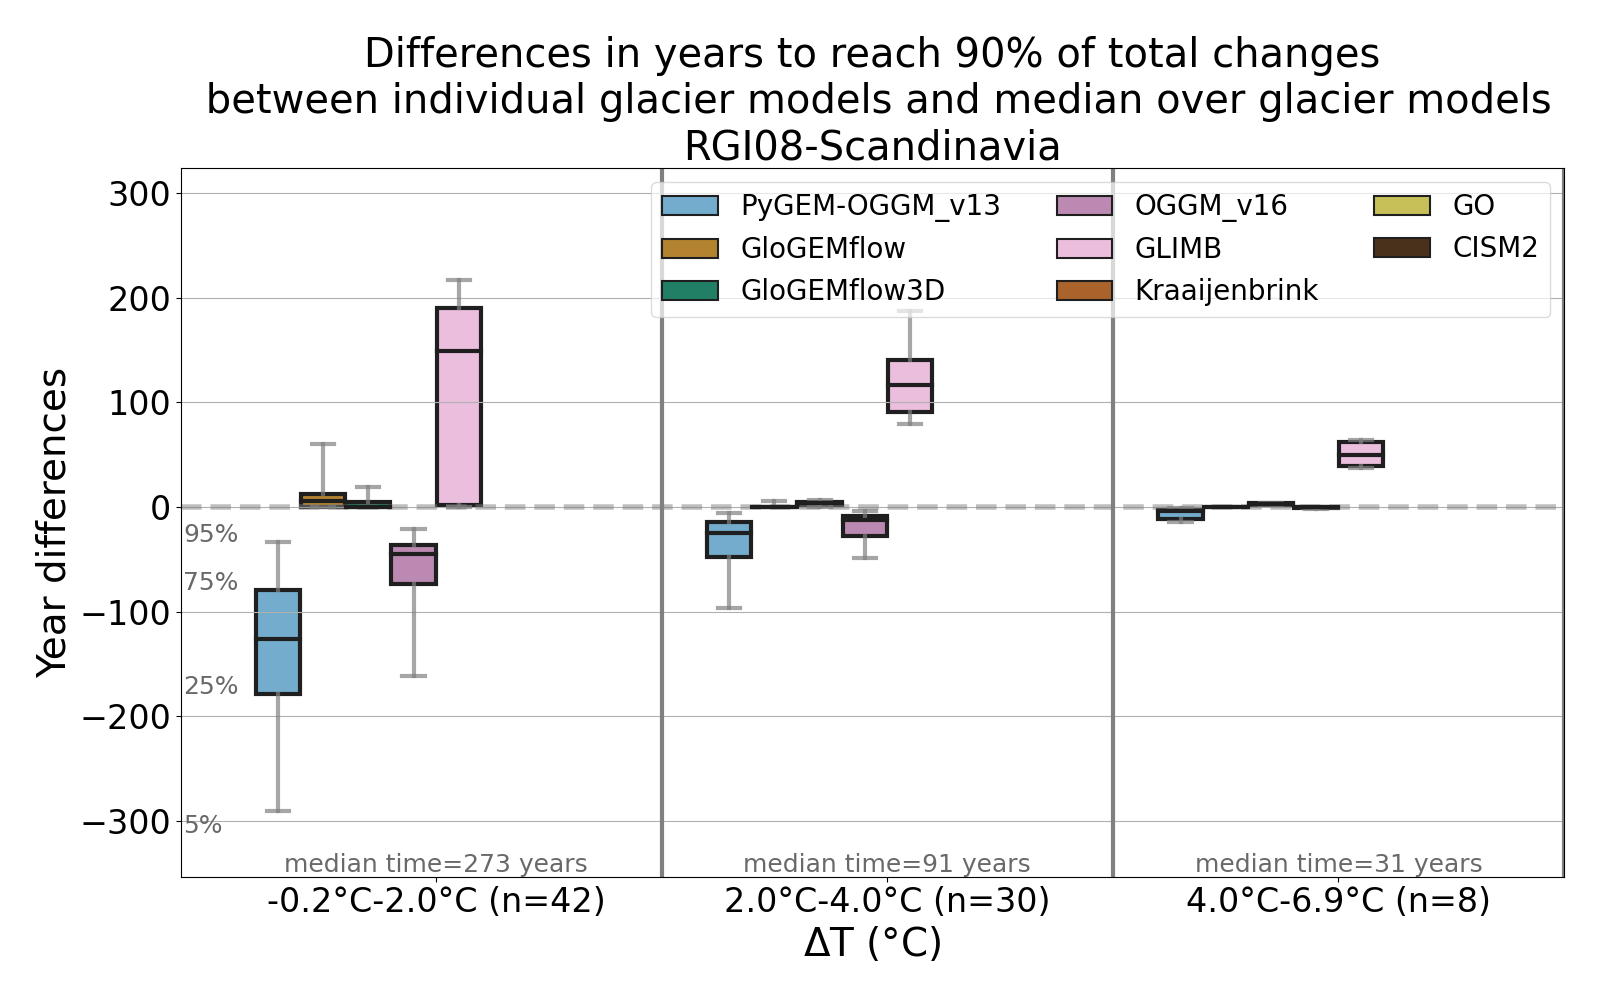 Differences in years to reach 90% of total changes
between individual glacier models and median over glacier models
RGI08-Scandinavia
Year differences
300
200
100
0
−100
−200
−300
PyGEM-OGGM_v13
GloGEMflow
GloGEMflow3D
OGGM_v16
GLIMB
Kraaijenbrink
GO
CISM2
95%
75%
25%
5%
median time=273 years
median time=91 years
median time=31 years
-0.2°C-2.0°C (n=42)
2.0°C-4.0°C (n=30)
4.0°C-6.9°C (n=8)
ΔT (°C)